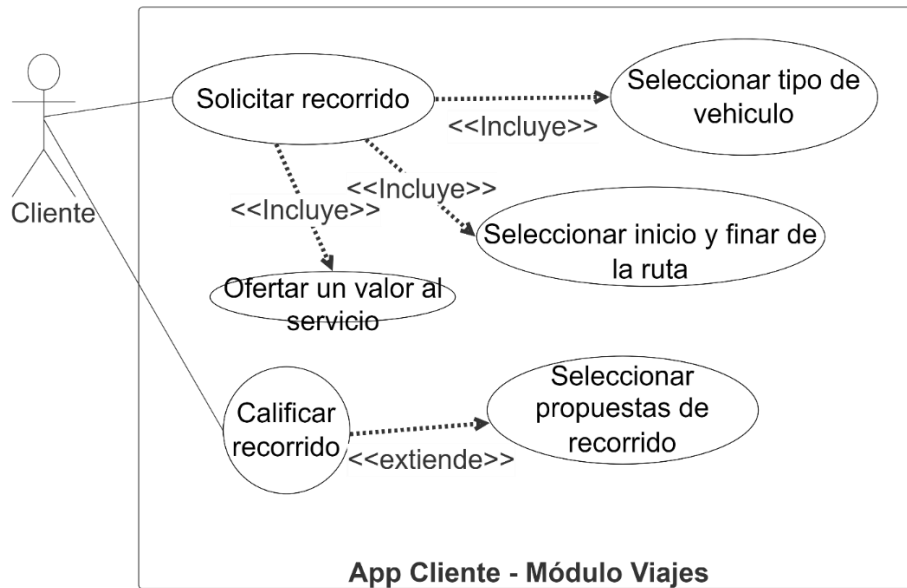 Solicitar recorrido
Seleccionar tipo de
vehiculo
<<Incluye>>
<<Incluye>>
<<Incluye>>
Cliente
Seleccionar inicio y finar de
la ruta
Ofertar un valor al
servicio
Calificar
recorrido
Seleccionar
propuestas de
recorrido
<<extiende>>
App Cliente - Módulo Viajes